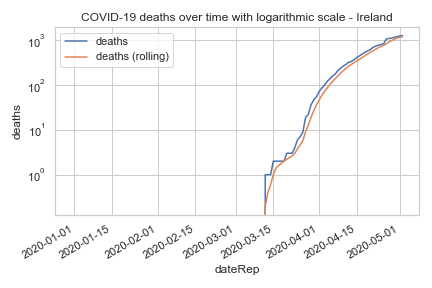 COVID-19 deaths over time with logarithmic scale - Ireland
deaths
deaths (rolling)
10³
10²
10¹
10⁰
deaths
2020-01-01
2020-01-15
2020-02-01
2020-02-15
2020-03-01
2020-03-15
2020-04-01
2020-04-15
2020-05-01
dateRep